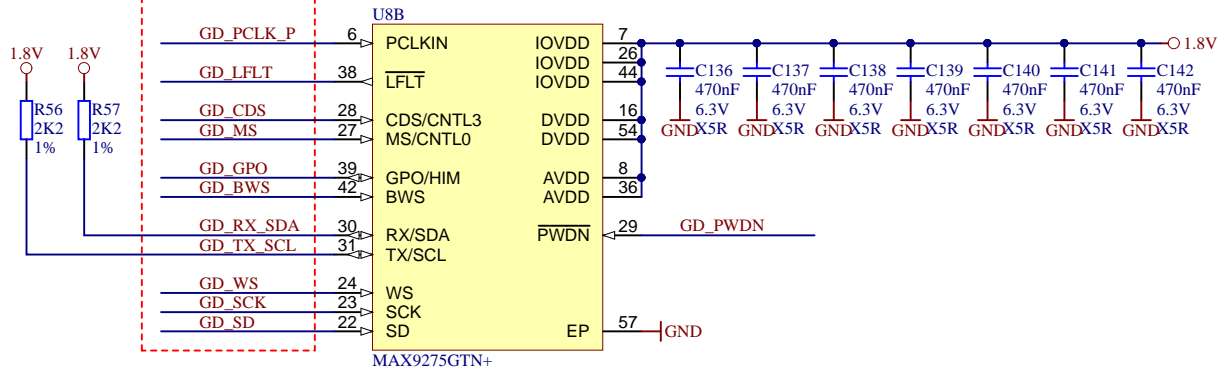 U8B
1.8V
1.8V
R56
2K2
1%
R57
2K2
1%
GD_PCLK_P
6
PCLKIN
GD_LFLT
38
LFLT
GD_CDS
28
CDS/CNTL3
GD_MS
27
MS/CNTL0
GD_GPO
39
GPO/HIM
GD_BWS
42
BWS
GD_RX_SDA
30
RX/SDA
GD_TX_SCL
31
TX/SCL
GD_WS
24
WS
GD_SCK
23
SCK
GD_SD
22
SD
IOVDD
7
IOVDD
26
IOVDD
44
DVDD
16
DVDD
54
AVDD
8
AVDD
36
PWDN
29
GD_PWDN
EP
57
GND
1.8V
C136
470nF
6.3V
X5R
GND
C137
470nF
6.3V
X5R
GND
C138
470nF
6.3V
X5R
GND
C139
470nF
6.3V
X5R
GND
C140
470nF
6.3V
X5R
GND
C141
470nF
6.3V
X5R
GND
C142
470nF
6.3V
X5R
GND
MAX9275GTN+